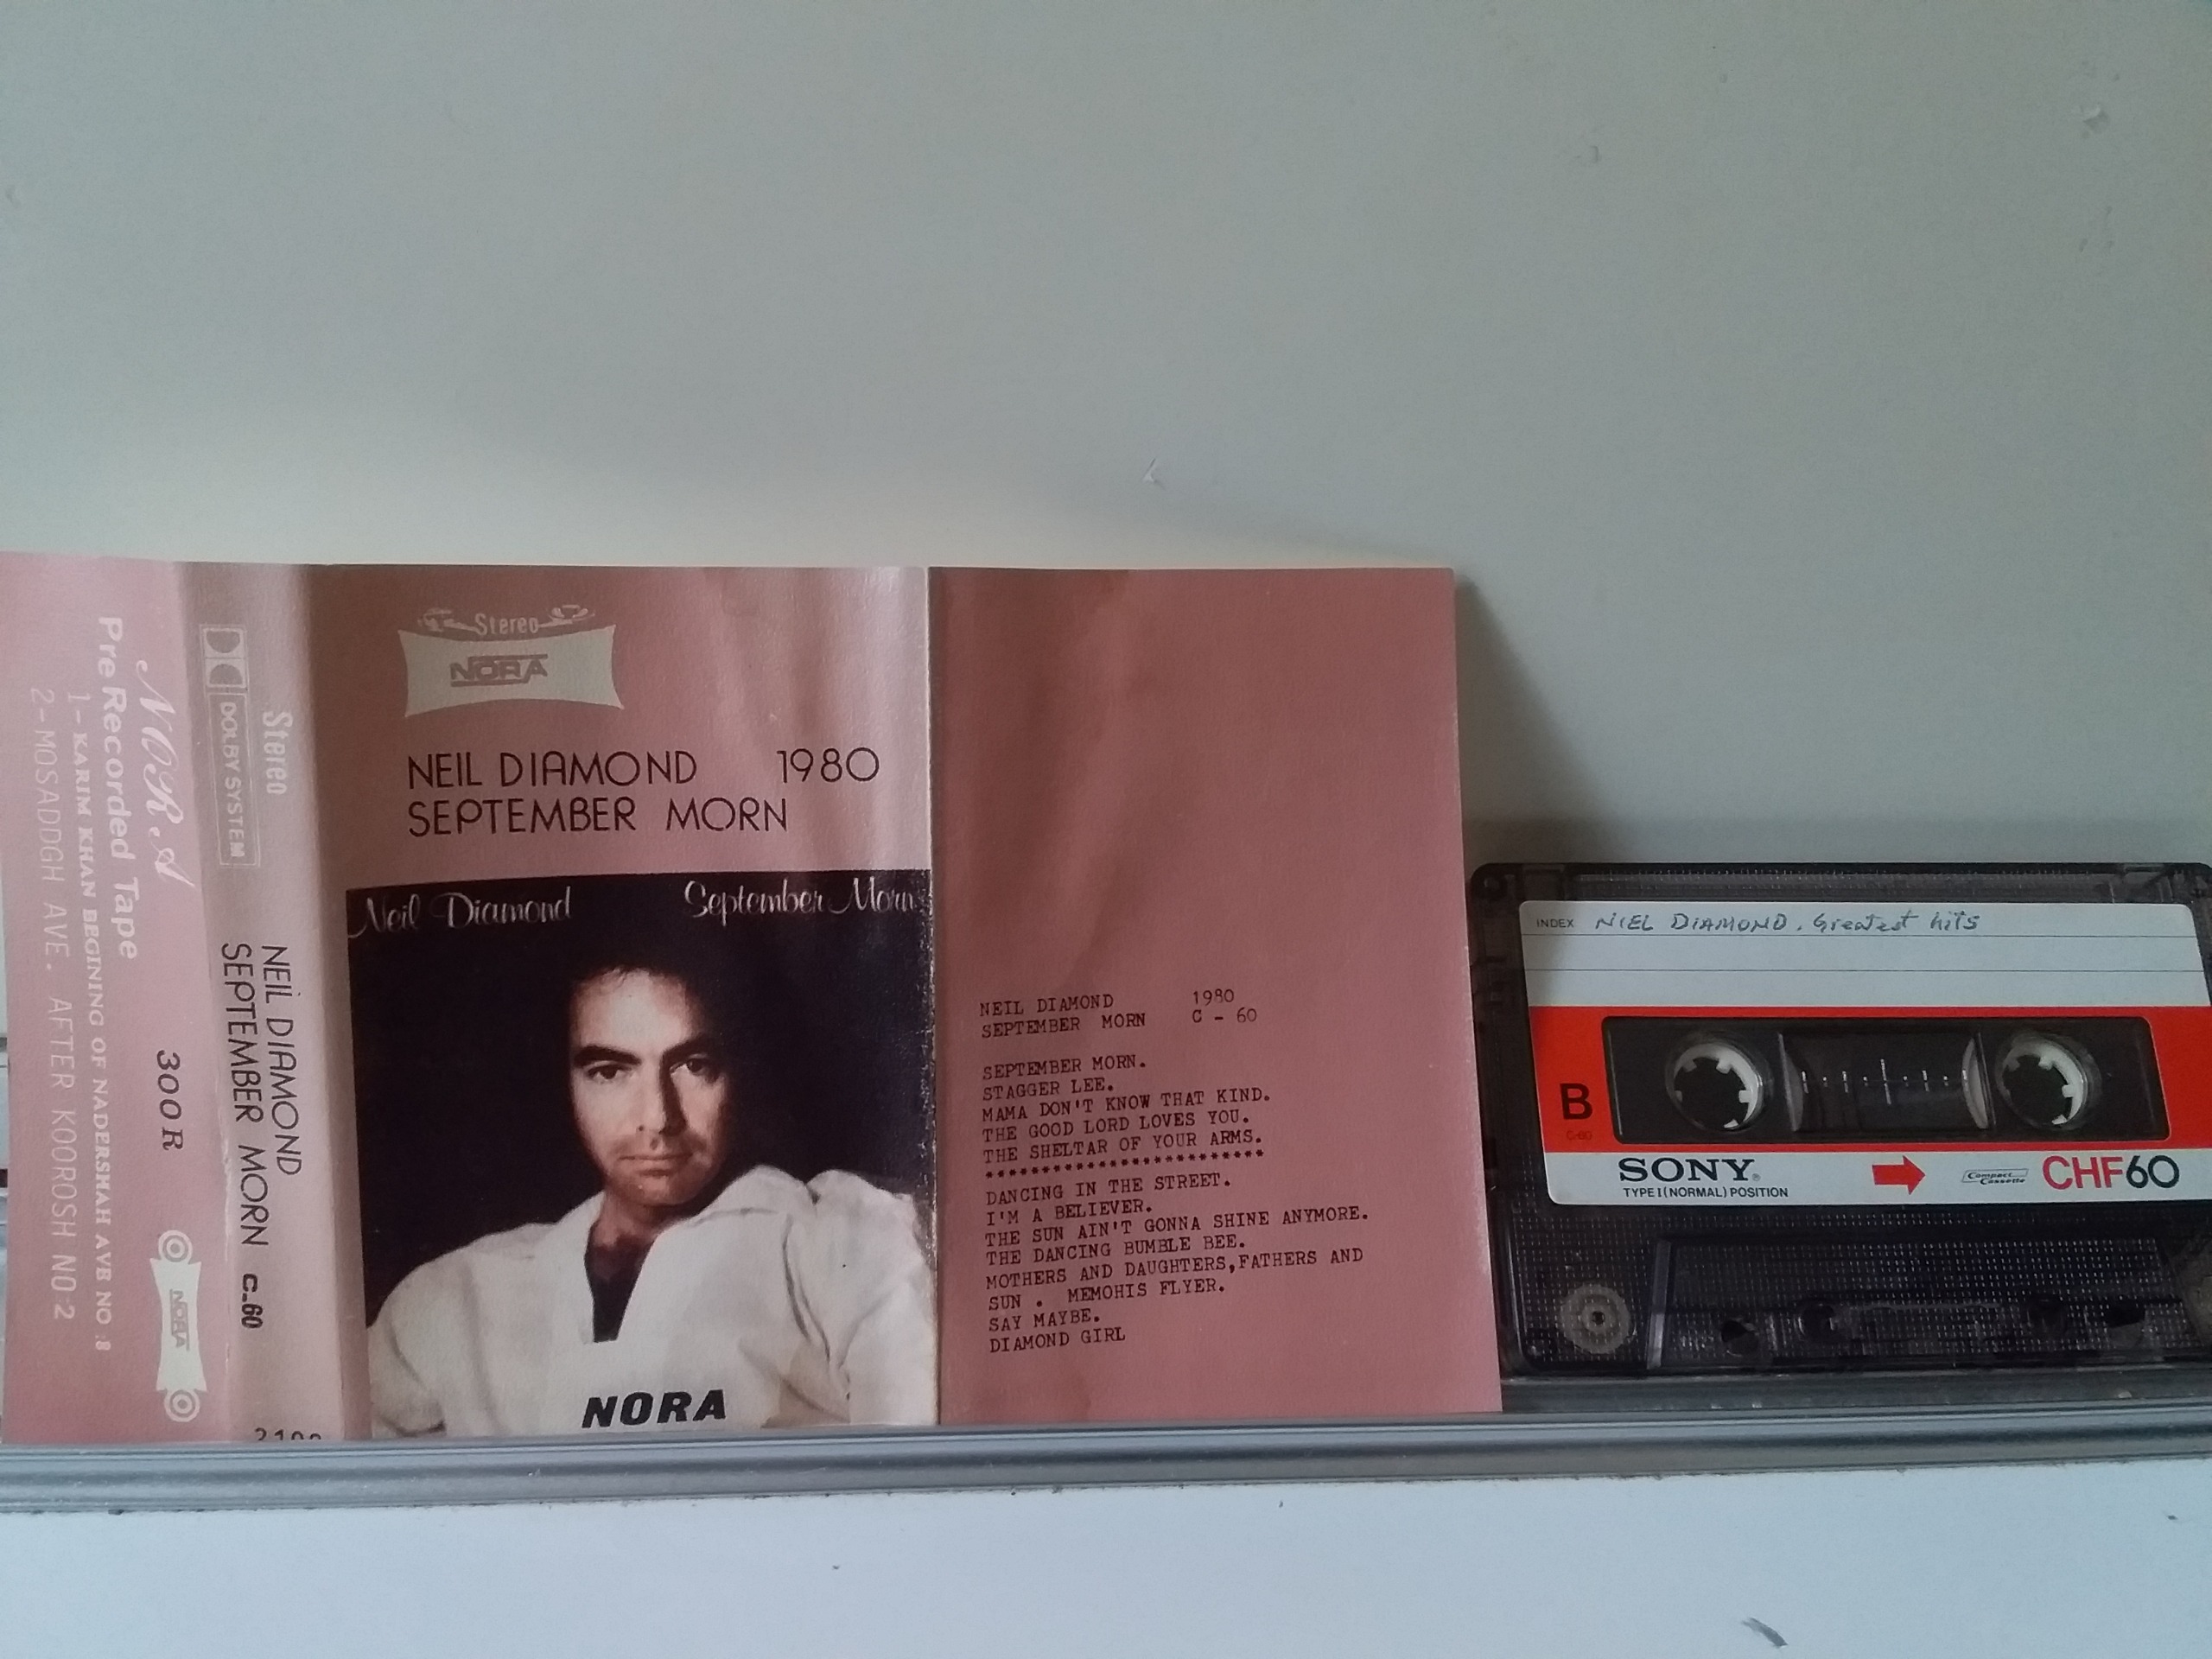 NORA
Pre Recorded Tape
1-KARIM KHAN BEGINING OF NADERSHAH AVE NO :8
2-MOSADDGH AVE. AFTER KOOROSH NO 2
300 R
NORA
Stereo
DOLBY SYSTEM
NEIL DIAMOND
SEPTEMBER MORN C-60
Stereo
NORA
NEIL DIAMOND 1980
SEPTEMBER MORN
Neil Diamond September Morn
NORA
NEIL DIAMOND 1980
SEPTEMBER MORN C - 60
SEPTEMBER MORN.
STAGGER LEE.
MAMA DON'T KNOW THAT KIND.
THE GOOD LORD LOVES YOU.
THE SHELTAR OF YOUR ARMS.
*************************
DANCING IN THE STREET.
I'M A BELIEVER.
THE SUN AIN'T GONNA SHINE ANYMORE.
THE DANCING BUMBLE BEE.
MOTHERS AND DAUGHTERS,FATHERS AND
SUN . MEMOHIS FLYER.
SAY MAYBE.
DIAMOND GIRL
INDEX NIEL DIAMOND. Greatest hits
B
C-60
SONY
TYPE I (NORMAL) POSITION
Compact Cassette
CHF60